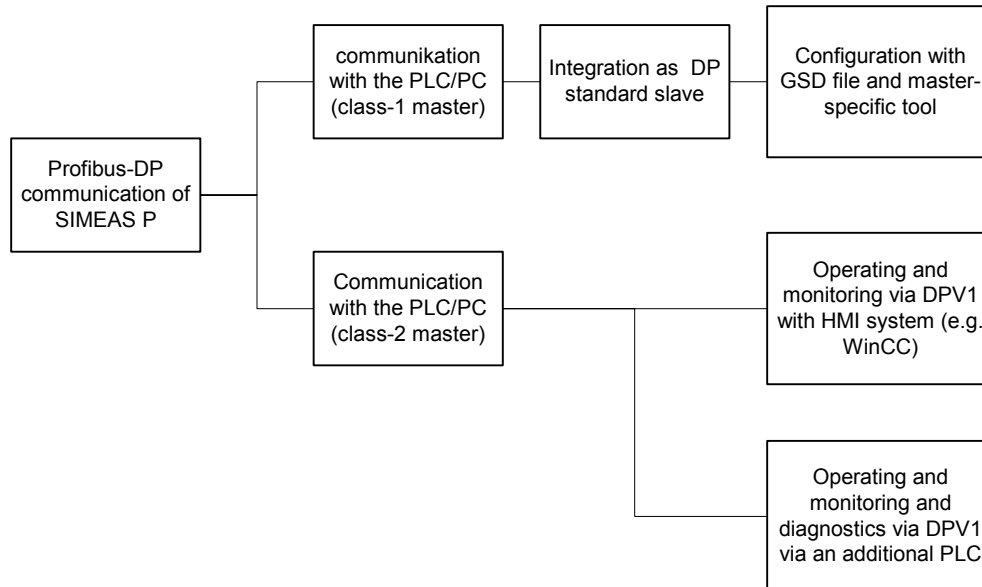 Profibus-DP
communication of
SIMEAS P
communikation
with the PLC/PC
(class-1 master)
Integration as DP
standard slave
Configuration with
GSD file and master-
specific tool
Communication
with the PLC/PC
(class-2 master)
Operating and
monitoring via DPV1
with HMI system (e.g.
WinCC)
Operating and
monitoring and
diagnostics via DPV1
via an additional PLC